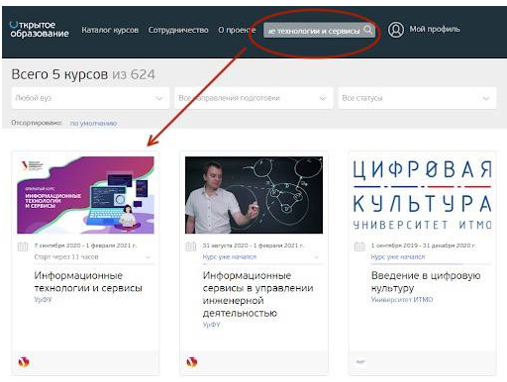 Открытое
образование
Каталог курсов
Сотрудничество
О проекте
ые технологии и сервисы
Мой профиль
Всего 5 курсов из 624
Любой вуз
Все направления подготовки
Все статусы
Отсортировано: по умолчанию
ОТКРЫТЫЙ КУРС
ИНФОРМАЦИОННЫЕ
ТЕХНОЛОГИИ
И СЕРВИСЫ
7 сентября 2020 - 1 февраля 2021 г.
Старт через 11 часов
Информационные
технологии и сервисы
УрФУ
31 августа 2020 - 1 февраля 2021 г.
Курс уже начался
Информационные
сервисы в управлении
инженерной
деятельностью
УрФУ
ЦИФРОВАЯ
КУЛЬТУРА
УНИВЕРСИТЕТ ИТМО
1 сентября 2019 - 31 декабря 2020 г.
Курс уже начался
Введение в цифровую
культуру
Университет ИТМО